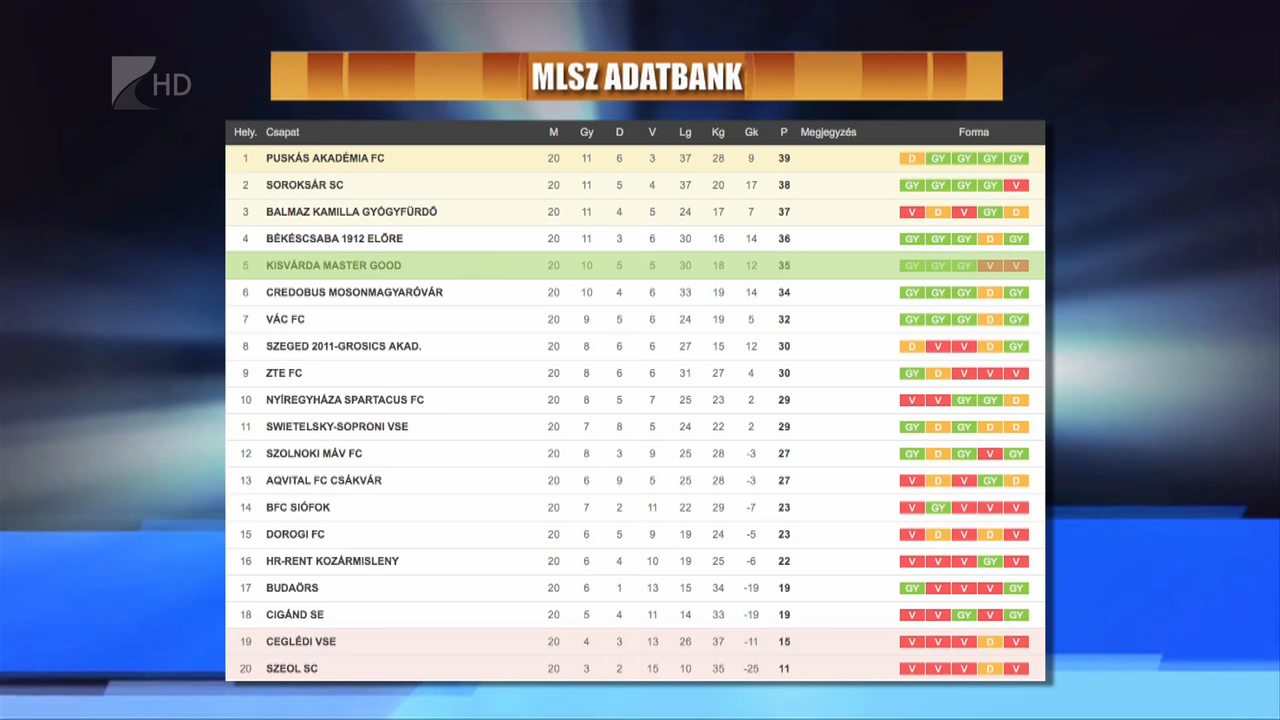 HD
MLSZ ADATBANK
Hely. Csapat M Gy D V Lg Kg Gk P Megjegyzés Forma
1 PUSKÁS AKADÉMIA FC 20 11 6 3 37 28 9 39 D GY GY GY GY
2 SOROKSÁR SC 20 11 5 4 37 20 17 38 GY GY GY GY V
3 BALMAZ KAMILLA GYÓGYFÜRDŐ 20 11 4 5 24 17 7 37 V D V GY D
4 BÉKÉSCSABA 1912 ELŐRE 20 11 3 6 30 16 14 36 GY GY GY D GY
5 KISVÁRDA MASTER GOOD 20 10 5 5 30 18 12 35 GY GY GY V V
6 CREDOBUS MOSONMAGYARÓVÁR 20 10 4 6 33 19 14 34 GY GY GY D GY
7 VÁC FC 20 9 5 6 24 19 5 32 GY GY GY D GY
8 SZEGED 2011-GROSICS AKAD. 20 8 6 6 27 15 12 30 D V V D GY
9 ZTE FC 20 8 6 6 31 27 4 30 GY D V V V
10 NYÍREGYHÁZA SPARTACUS FC 20 8 5 7 25 23 2 29 V V GY GY D
11 SWIETELSKY-SOPRONI VSE 20 7 8 5 24 22 2 29 GY D GY D D
12 SZOLNOKI MÁV FC 20 8 3 9 25 28 -3 27 GY D GY V GY
13 AQVITAL FC CSÁKVÁR 20 6 9 5 25 28 -3 27 V D V GY D
14 BFC SIÓFOK 20 7 2 11 22 29 -7 23 V GY V V V
15 DOROGI FC 20 6 5 9 19 24 -5 23 V D V D V
16 HR-RENT KOZÁRMISLENY 20 6 4 10 19 25 -6 22 V V V GY V
17 BUDAÖRS 20 6 1 13 15 34 -19 19 GY V V V GY
18 CIGÁND SE 20 5 4 11 14 33 -19 19 V V GY V GY
19 CEGLÉDI VSE 20 4 3 13 26 37 -11 15 V V V D V
20 SZEOL SC 20 3 2 15 10 35 -25 11 V V V D V